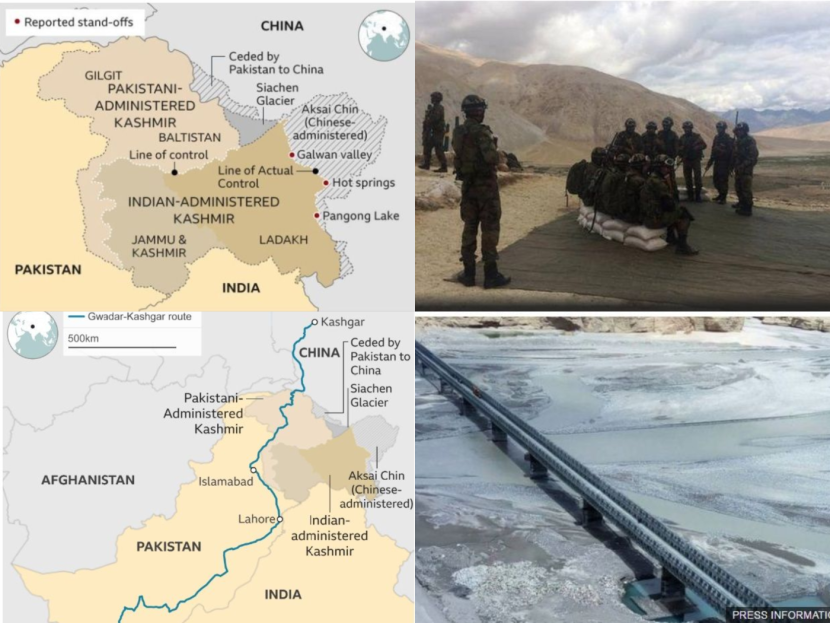 Reported stand-offs
CHINA
Ceded by
Pakistan to China
GILGIT
PAKISTANI-
ADMINISTERED
KASHMIR
Siachen
Glacier
Aksai Chin
(Chinese-
administered)
BALTISTAN
Line of control
Galwan valley
Line of Actual
Control
Hot springs
INDIAN-ADMINISTERED
KASHMIR
Pangong Lake
JAMMU &
KASHMIR
LADAKH
PAKISTAN
INDIA
Gwadar-Kashgar route
500km
Kashgar
CHINA
Ceded by
Pakistan to
China
Siachen
Glacier
Pakistani-
Administered
Kashmir
AFGHANISTAN
Islamabad
Aksai Chin
(Chinese-
administered)
Lahore
Indian-
administered
Kashmir
PAKISTAN
INDIA
PRESS INFORMATIO